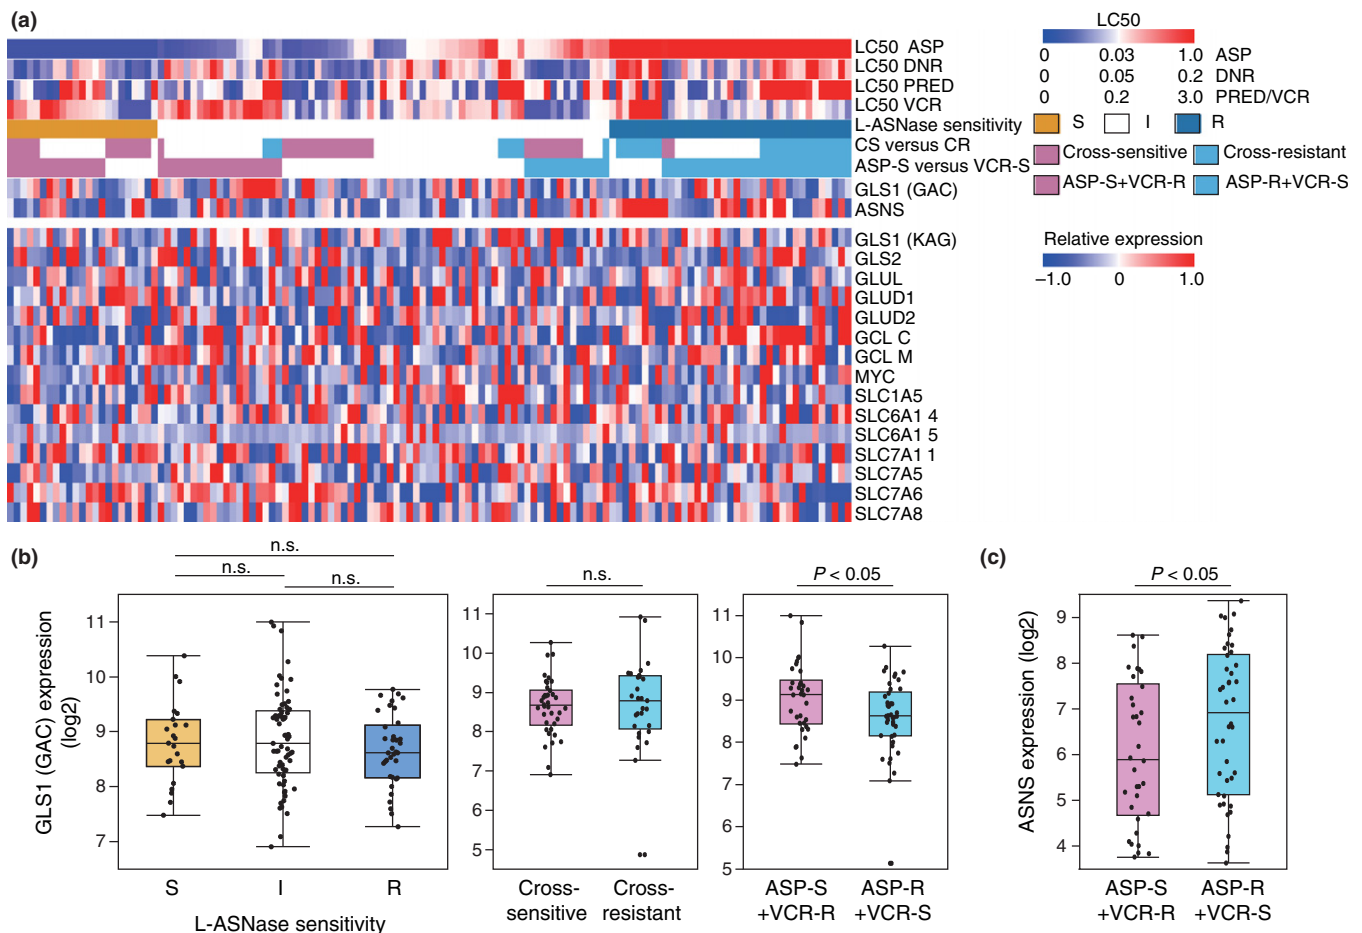 (a)
LC50 ASP
LC50 DNR
LC50 PRED
LC50 VCR
L-ASNase sensitivity
CS versus CR
ASP-S versus VCR-S
GLS1 (GAC)
ASNS
GLS1 (KAG)
GLS2
GLUL
GLUD1
GLUD2
GCL C
GCL M
MYC
SLC1A5
SLC6A1 4
SLC6A1 5
SLC7A1 1
SLC7A5
SLC7A6
SLC7A8
LC50
0 0.03 1.0 ASP
0 0.05 0.2 DNR
0 0.2 3.0 PRED/VCR
S I R
Cross-sensitive Cross-resistant
ASP-S+VCR-R ASP-R+VCR-S
Relative expression
−1.0 0 1.0
(b)
n.s.
n.s. n.s.
GLS1 (GAC) expression
(log2)
11
10
9
8
7
S I R
L-ASNase sensitivity
n.s.
11
10
9
8
7
6
5
Cross-
sensitive
Cross-
resistant
P < 0.05
11
10
9
8
7
6
5
ASP-S
+VCR-R
ASP-R
+VCR-S
(c)
P < 0.05
ASNS expression (log2)
9
8
7
6
5
4
ASP-S
+VCR-R
ASP-R
+VCR-S